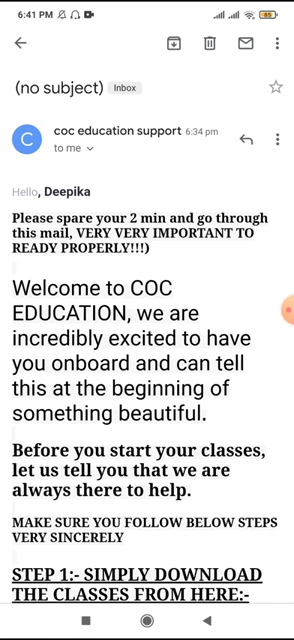 6:41 PM
65
(no subject) Inbox
C
coc education support 6:34 pm
to me
Hello, Deepika
Please spare your 2 min and go through
this mail, VERY VERY IMPORTANT TO
READY PROPERLY!!!)
Welcome to COC
EDUCATION, we are
incredibly excited to have
you onboard and can tell
this at the beginning of
something beautiful.
Before you start your classes,
let us tell you that we are
always there to help.
MAKE SURE YOU FOLLOW BELOW STEPS
VERY SINCERELY
STEP 1:- SIMPLY DOWNLOAD
THE CLASSES FROM HERE:-